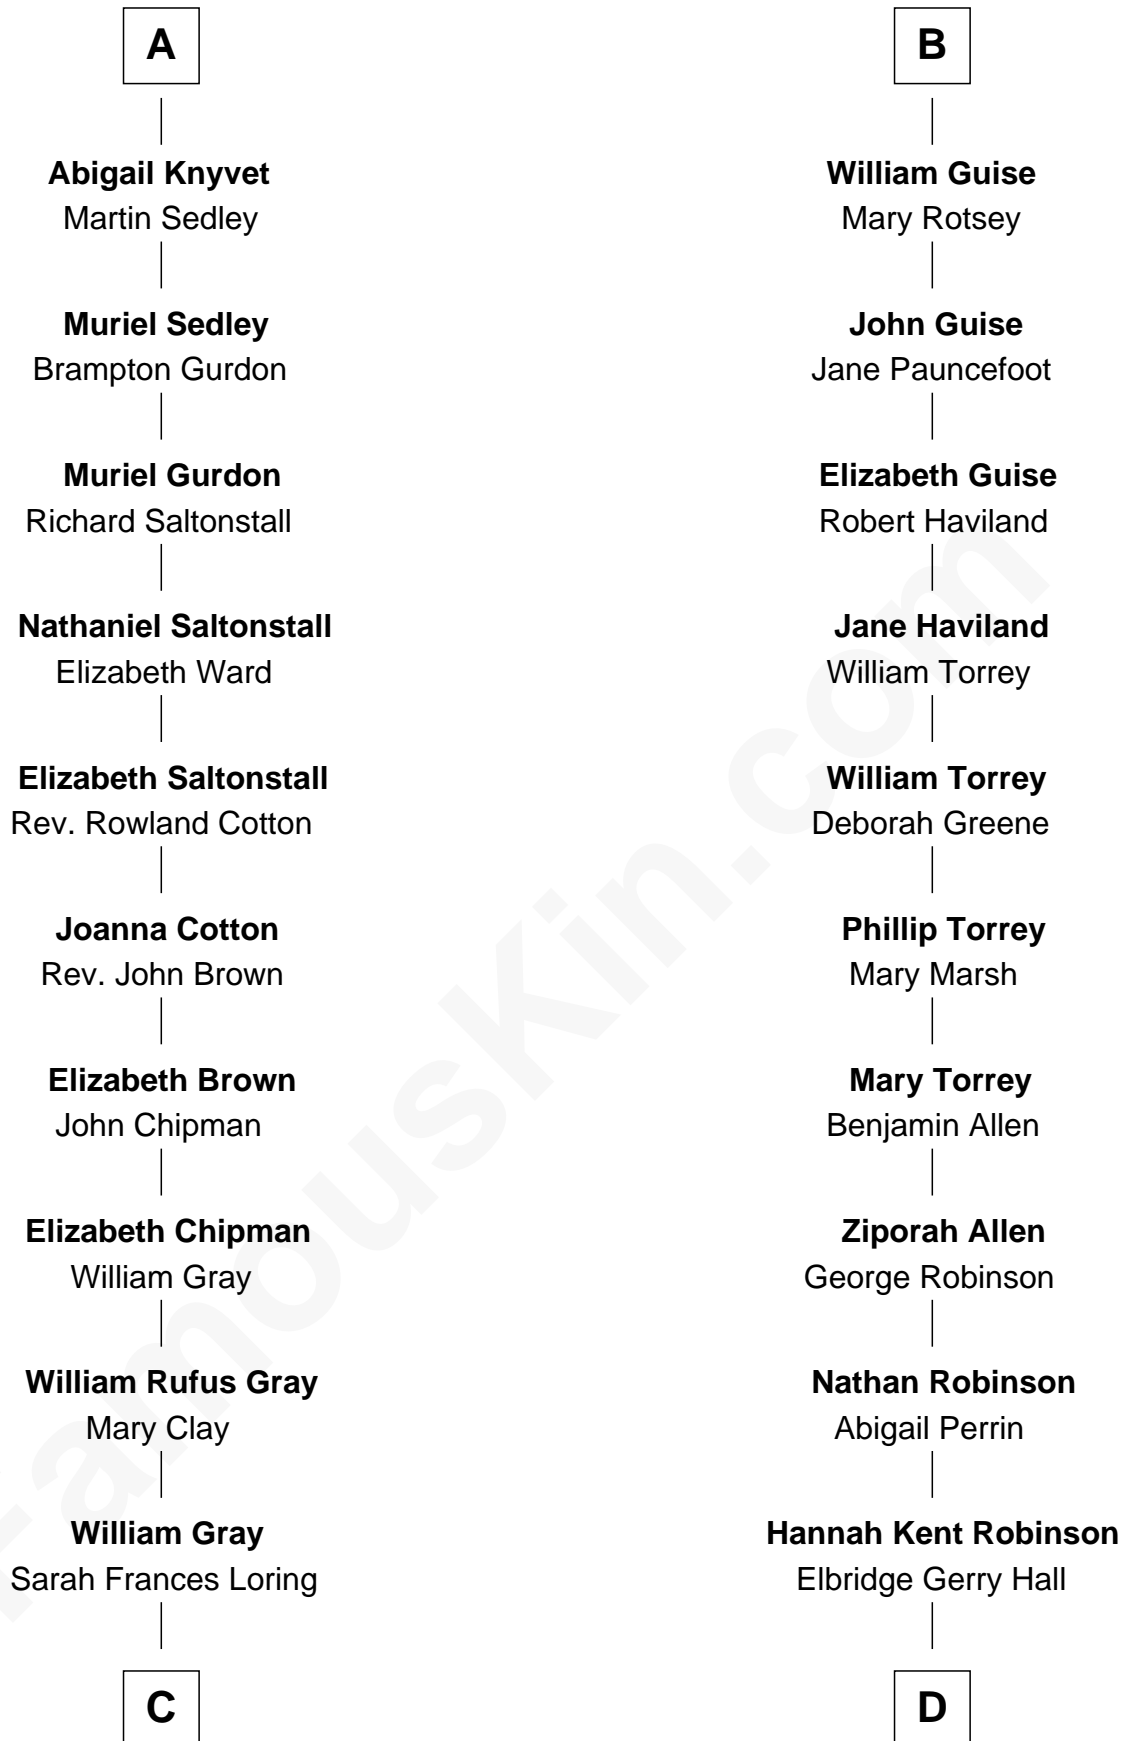 A
Abigail Knyvet
Martin Sedley
Muriel Sedley
Brampton Gurdon
Muriel Gurdon
Richard Saltonstall
Nathaniel Saltonstall
Elizabeth Ward
Elizabeth Saltonstall
Rev. Rowland Cotton
Joanna Cotton
Rev. John Brown
Elizabeth Brown
John Chipman
Elizabeth Chipman
William Gray
William Rufus Gray
Mary Clay
William Gray
Sarah Frances Loring
C
B
William Guise
Mary Rotsey
John Guise
Jane Pauncefoot
Elizabeth Guise
Robert Haviland
Jane Haviland
William Torrey
William Torrey
Deborah Greene
Phillip Torrey
Mary Marsh
Mary Torrey
Benjamin Allen
Ziporah Allen
George Robinson
Nathan Robinson
Abigail Perrin
Hannah Kent Robinson
Elbridge Gerry Hall
D
FamousKin.com